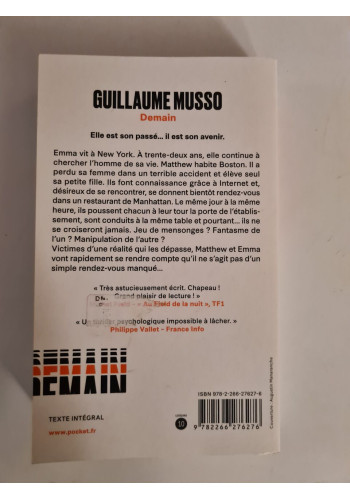 GUILLAUME MUSSO
Demain
Elle est son passé... il est son avenir.
Emma vit à New York. À trente-deux ans, elle continue à
chercher l'homme de sa vie. Matthew habite Boston. Il a
perdu sa femme dans un terrible accident et élève seul
sa petite fille. Ils font connaissance grâce à Internet et,
désireux de se rencontrer, se donnent bientôt rendez-vous
dans un restaurant de Manhattan. Le même jour à la même
heure, ils poussent chacun à leur tour la porte de l'établis-
sement, sont conduits à la même table et pourtant... ils ne
se croiseront jamais. Jeu de mensonges ? Fantasme de
l'un ? Manipulation de l'autre ?
Victimes d'une réalité qui les dépasse, Matthew et Emma
vont rapidement se rendre compte qu'il ne s'agit pas d'un
simple rendez-vous manqué...
« Très astucieusement écrit. Chapeau !
Grand plaisir de lecture ! »
« Au Field de la nuit », TF1
« Un thriller psychologique impossible à lâcher. »
Philippe Vallet - France Info
DEMAIN
TEXTE INTÉGRAL
www.pocket.fr
10
ISBN 978-2-266-27627-6
9 782266 276276